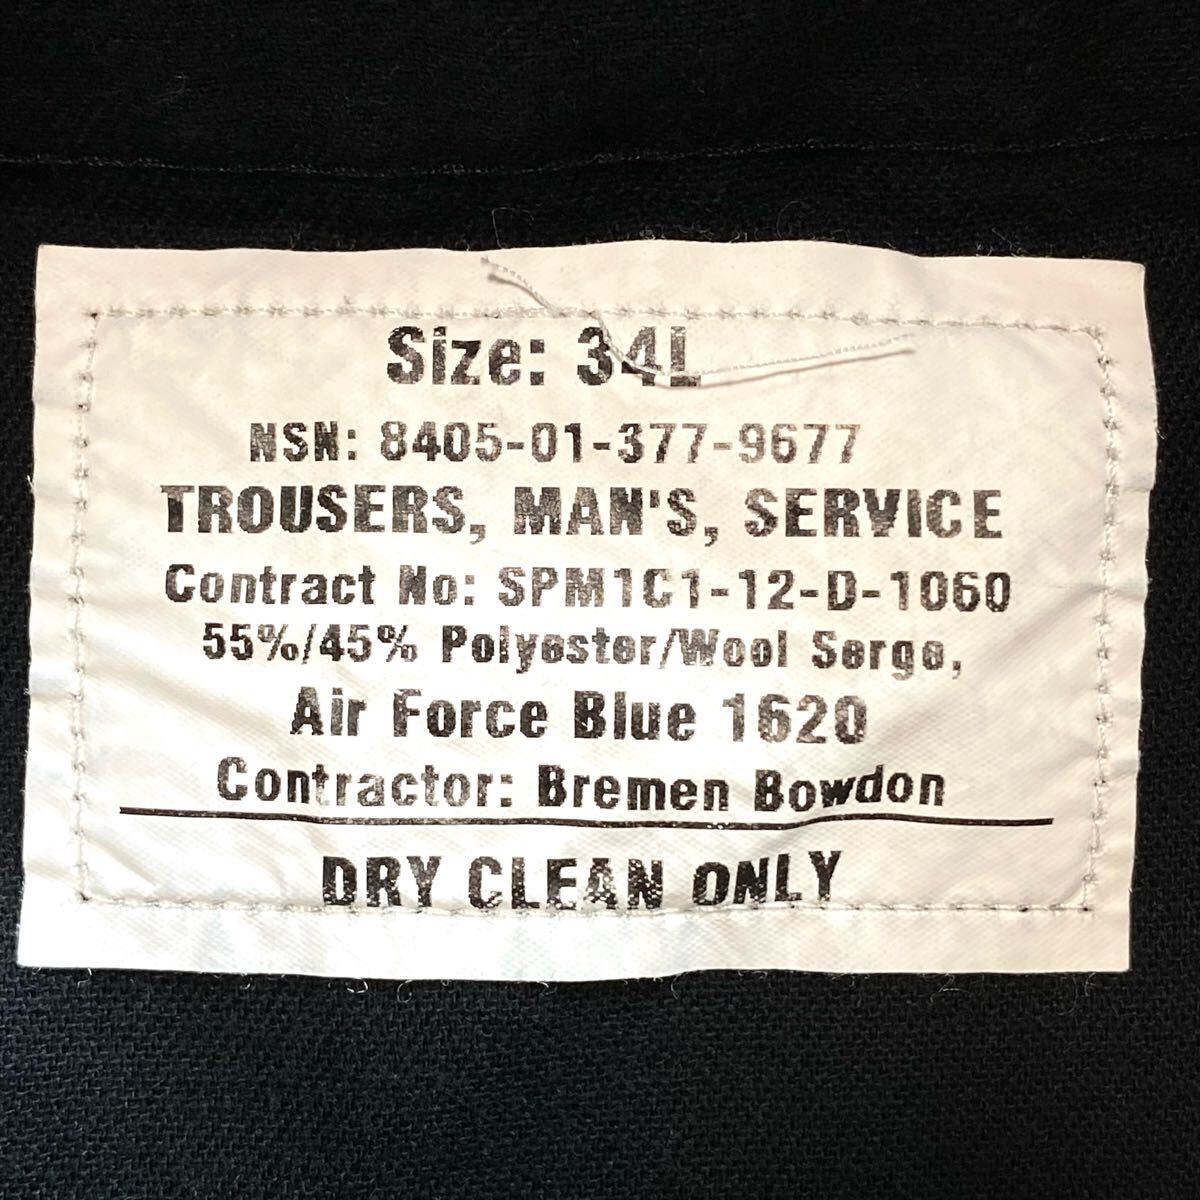 Size: 34L
NSN: 8405-01-377-9677
TROUSERS, MAN'S, SERVICE
Contract No: SPM1C1-12-D-1060
55%/45% Polyester/Wool Serge,
Air Force Blue 1620
Contractor: Bremen Bowdon
DRY CLEAN ONLY